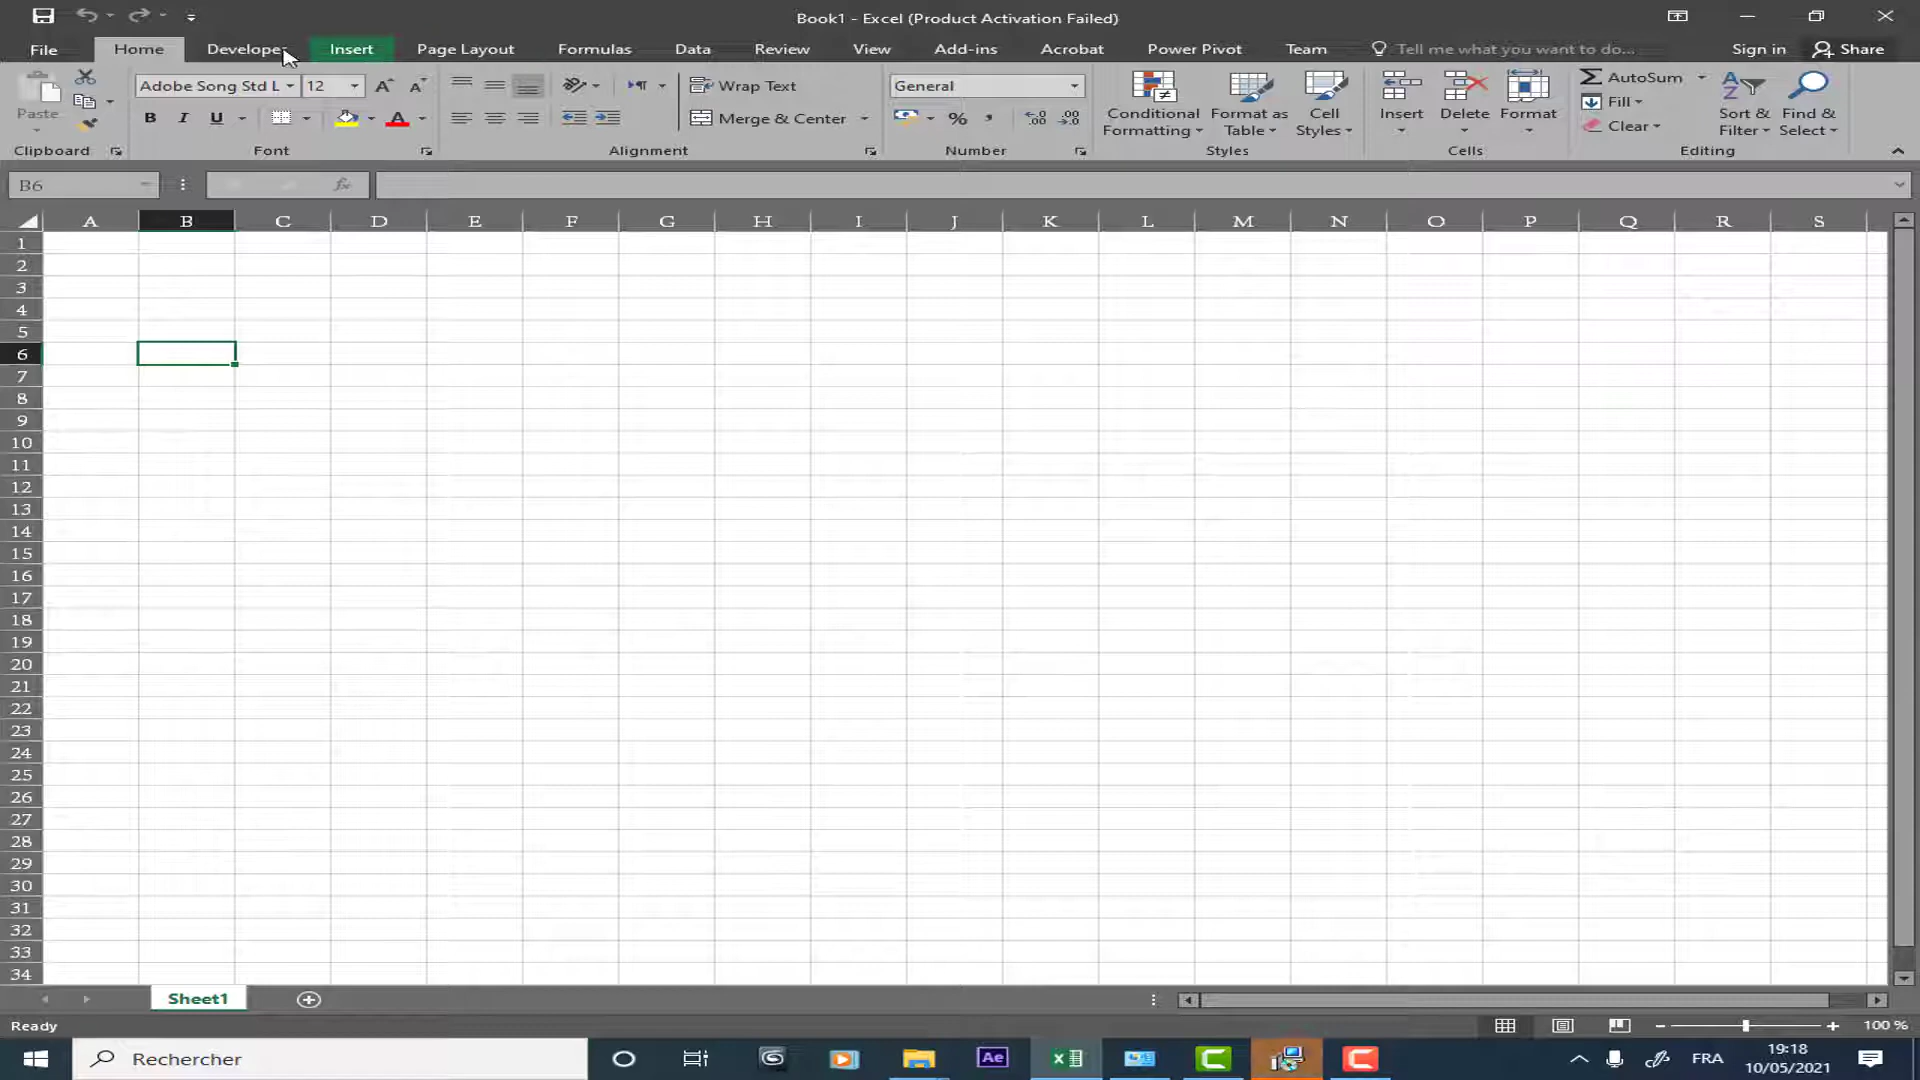 Book1 - Excel (Product Activation Failed)
File Home Developer Insert Page Layout Formulas Data Review View Add-ins Acrobat Power Pivot Team Tell me what you want to do... Sign in Share
Paste
Clipboard
Adobe Song Std L 12
B I U
Font
Wrap Text
Merge & Center
Alignment
General
%
Number
Conditional Formatting
Format as Table
Cell Styles
Styles
Insert Delete Format
Cells
AutoSum
Fill
Clear
Sort & Filter
Find & Select
Editing
B6
fx
A B C D E F G H I J K L M N O P Q R S
1
2
3
4
5
6
7
8
9
10
11
12
13
14
15
16
17
18
19
20
21
22
23
24
25
26
27
28
29
30
31
32
33
34
Sheet1
Ready
100 %
Rechercher
Ae
FRA
19:18
10/05/2021